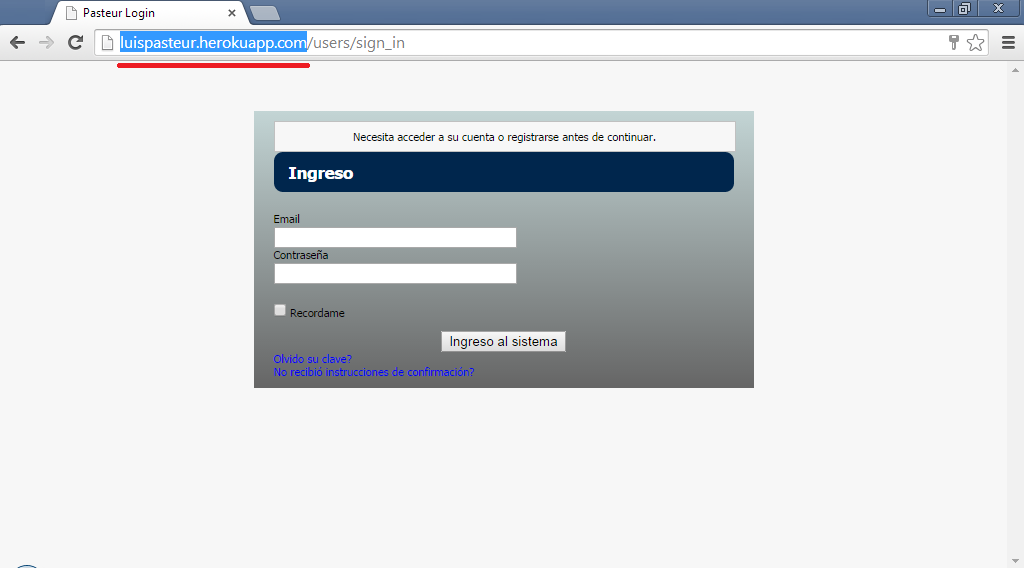 Pasteur Login
luispasteur.herokuapp.com/users/sign_in
Necesita acceder a su cuenta o registrarse antes de continuar.
Ingreso
Email
Contraseña
Recordame
Ingreso al sistema
Olvido su clave?
No recibió instrucciones de confirmación?